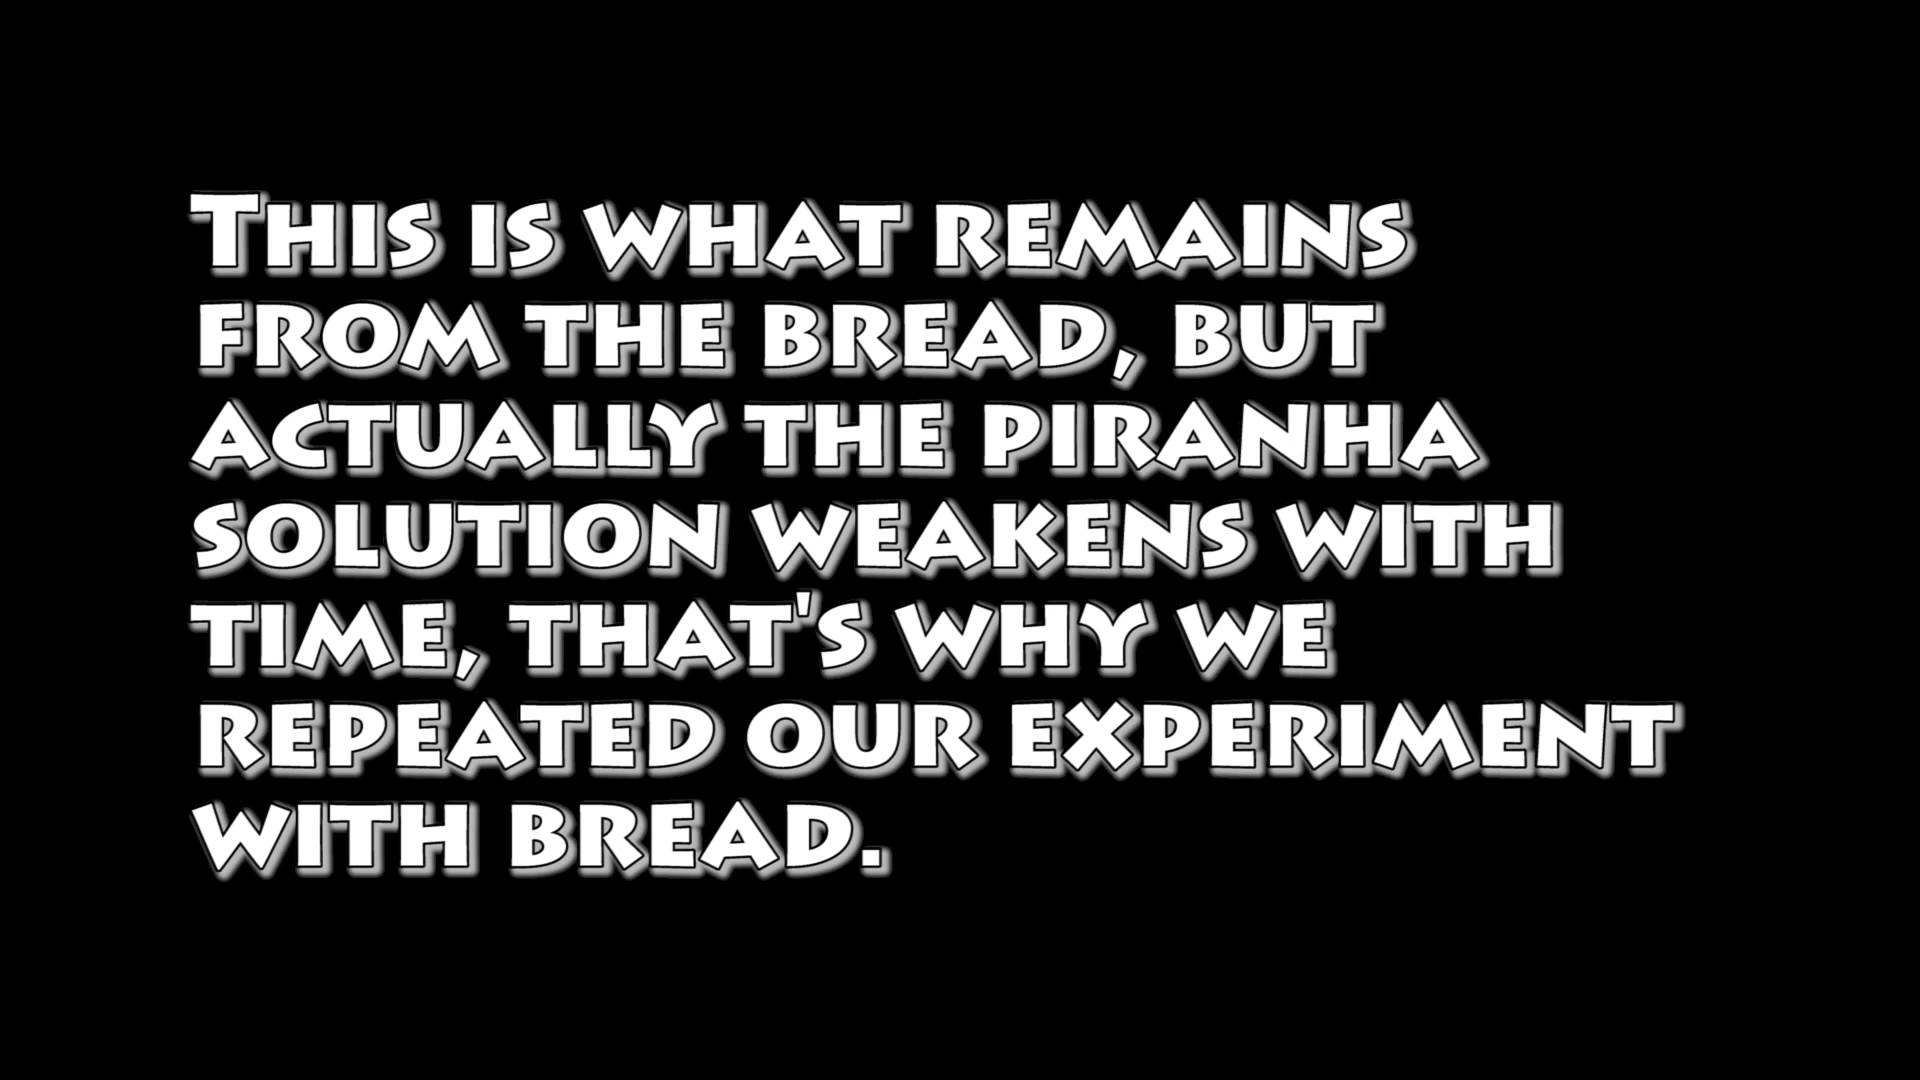 This is what remains
from the bread, but
actually the piranha
solution weakens with
time, that's why we
repeated our experiment
with bread.